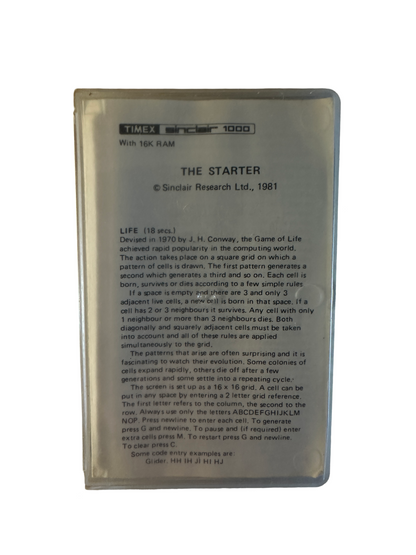 TIMEX sinclair 1000
With 16K RAM
THE STARTER
© Sinclair Research Ltd., 1981
LIFE (18 secs.)
Devised in 1970 by J. H. Conway, the Game of Life
achieved rapid popularity in the computing world.
The action takes place on a square grid on which a
pattern of cells is drawn. The first pattern generates a
second which generates a third and so on. Each cell is
born, survives or dies according to a few simple rules
If a space is empty and there are 3 and only 3
adjacent live cells, a new cell is born in that space. If a
cell has 2 or 3 neighbours it survives. Any cell with only
1 neighbour or more than 3 neighbours dies. Both
diagonally and squarely adjacent cells must be taken
into account and all of these rules are applied
simultaneously to the grid.
The patterns that arise are often surprising and it is
fascinating to watch their evolution. Some colonies of
cells expand rapidly, others die off after a few
generations and some settle into a repeating cycle.
The screen is set up as a 16 x 16 grid. A cell can be
put in any space by entering a 2 letter grid reference.
The first letter refers to the column, the second to the
row. Always use only the letters ABCDEFGHIJKLM
NOP. Press newline to enter each cell. To generate
press G and newline. To pause and (if required) enter
extra cells press M. To restart press G and newline.
To clear press C.
Some code entry examples are:
Glider, HH IH JI HI HJ